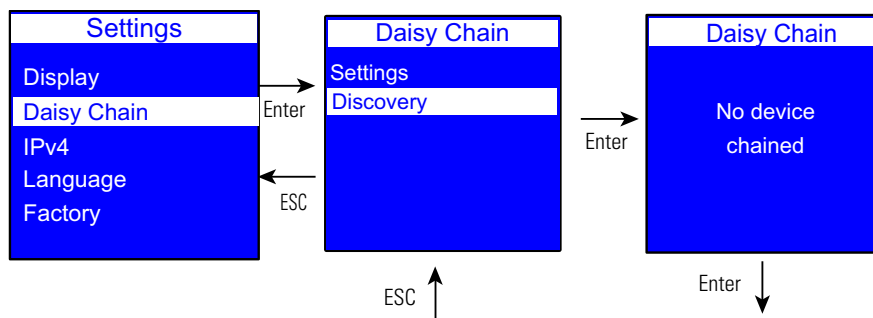 Settings
Display
Daisy Chain
IPv4
Language
Factory
Enter
ESC
Daisy Chain
Settings
Discovery
Enter
ESC
Daisy Chain
No device
chained
Enter